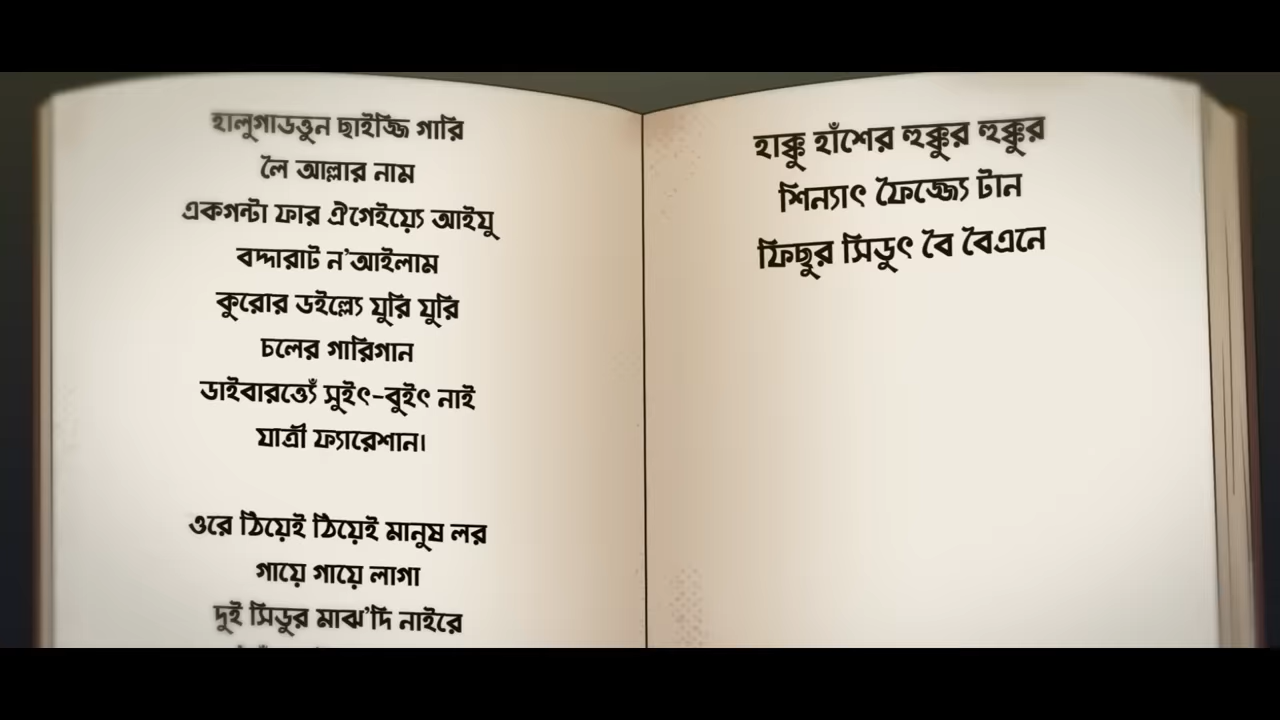 হালুগাডত্তুন ছাইজ্জি গারি
লৈ আল্লার নাম
একগন্টা ফার ঐগেইয়্যে আইযু
বদ্দারাট ন’আইলাম
কুরোর ডইল্ল্যে যুরি যুরি
চলের গারিগান
ডাইবারত্যেঁ সুইৎ-বুইৎ নাই
যাত্রী ফ্যারেশান।
ওরে ঠিয়েই ঠিয়েই মানুষ লর
গায়ে গায়ে লাগা
দুই সিডুর মাঝ’দি নাইরে
হাক্কু হাঁশের হুক্কুর হুক্কুর
শিন্যাৎ ফৈজ্জ্যে টান
ফিছুর সিডুৎ বৈ বৈএনে